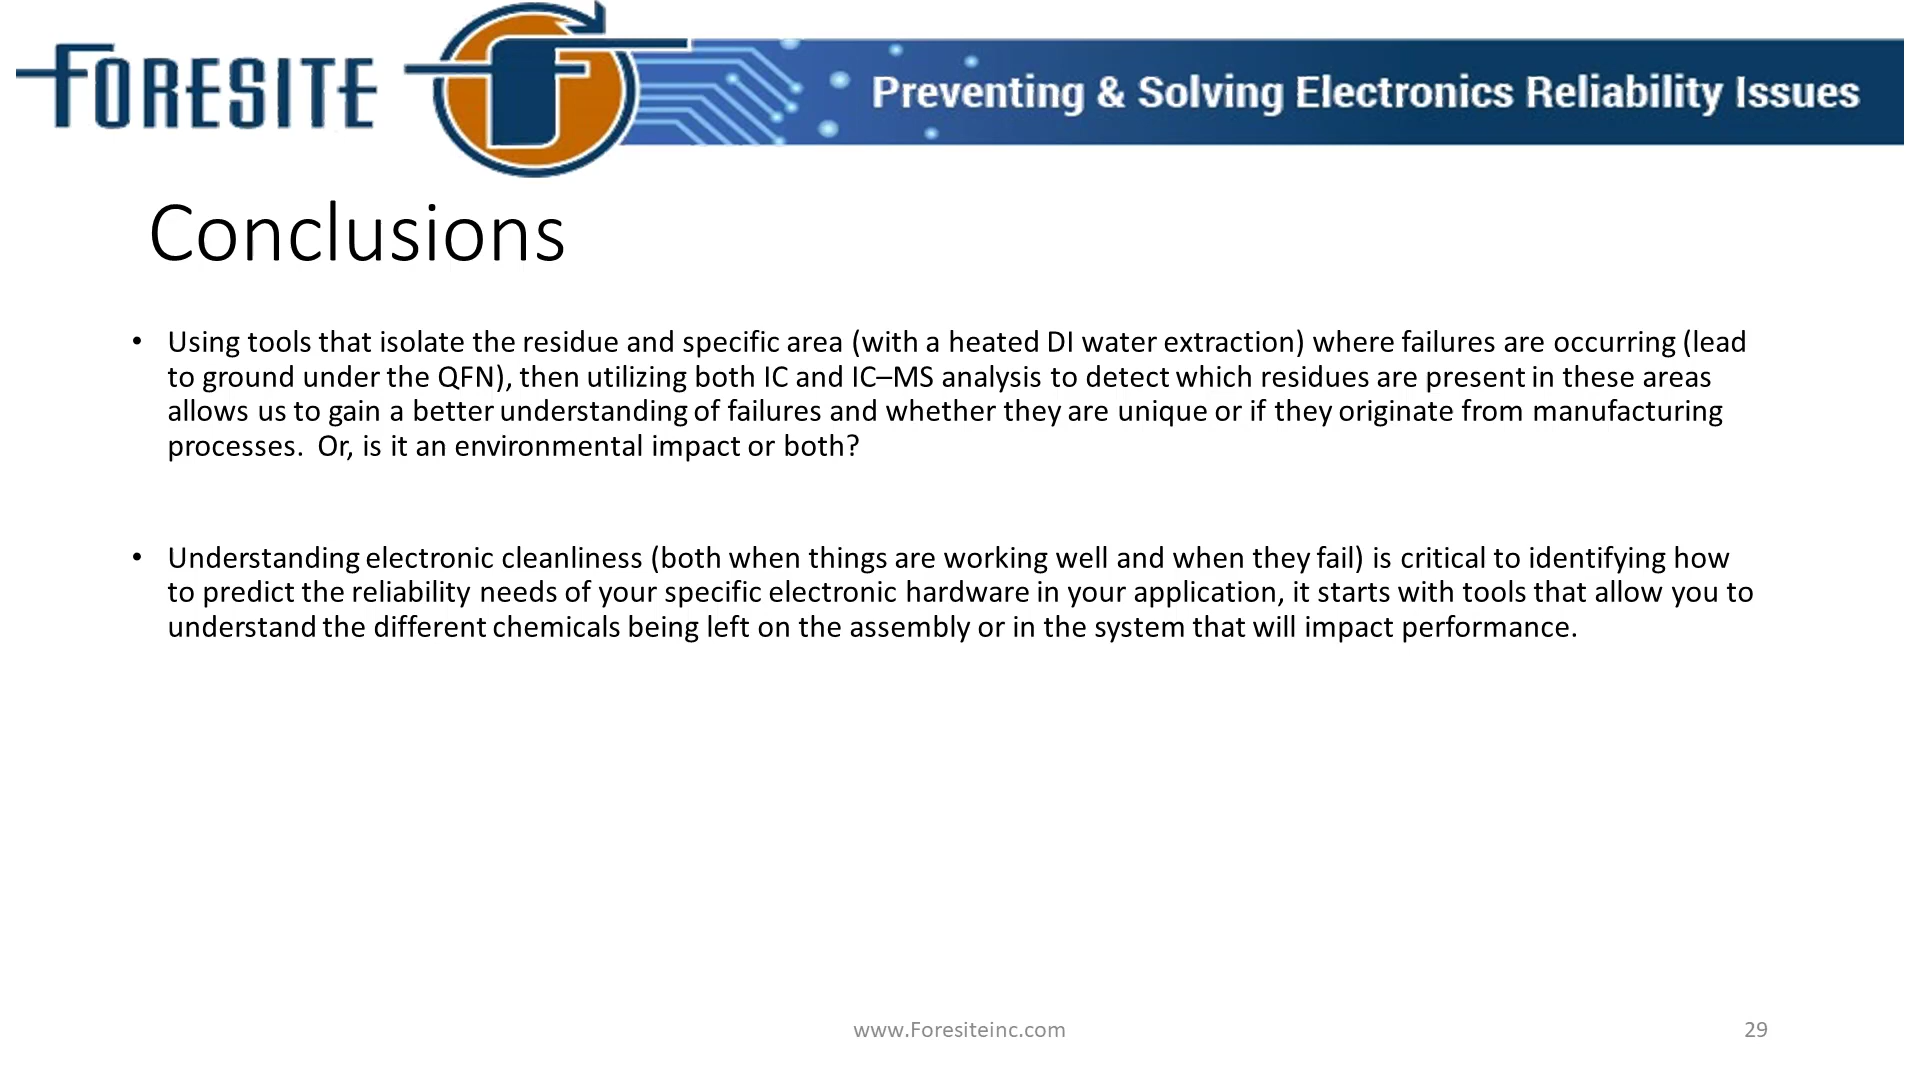 FORESITE
Preventing & Solving Electronics Reliability Issues
Conclusions
• Using tools that isolate the residue and specific area (with a heated DI water extraction) where failures are occurring (lead
to ground under the QFN), then utilizing both IC and IC–MS analysis to detect which residues are present in these areas
allows us to gain a better understanding of failures and whether they are unique or if they originate from manufacturing
processes.  Or, is it an environmental impact or both?
• Understanding electronic cleanliness (both when things are working well and when they fail) is critical to identifying how
to predict the reliability needs of your specific electronic hardware in your application, it starts with tools that allow you to
understand the different chemicals being left on the assembly or in the system that will impact performance.
www.Foresiteinc.com
29